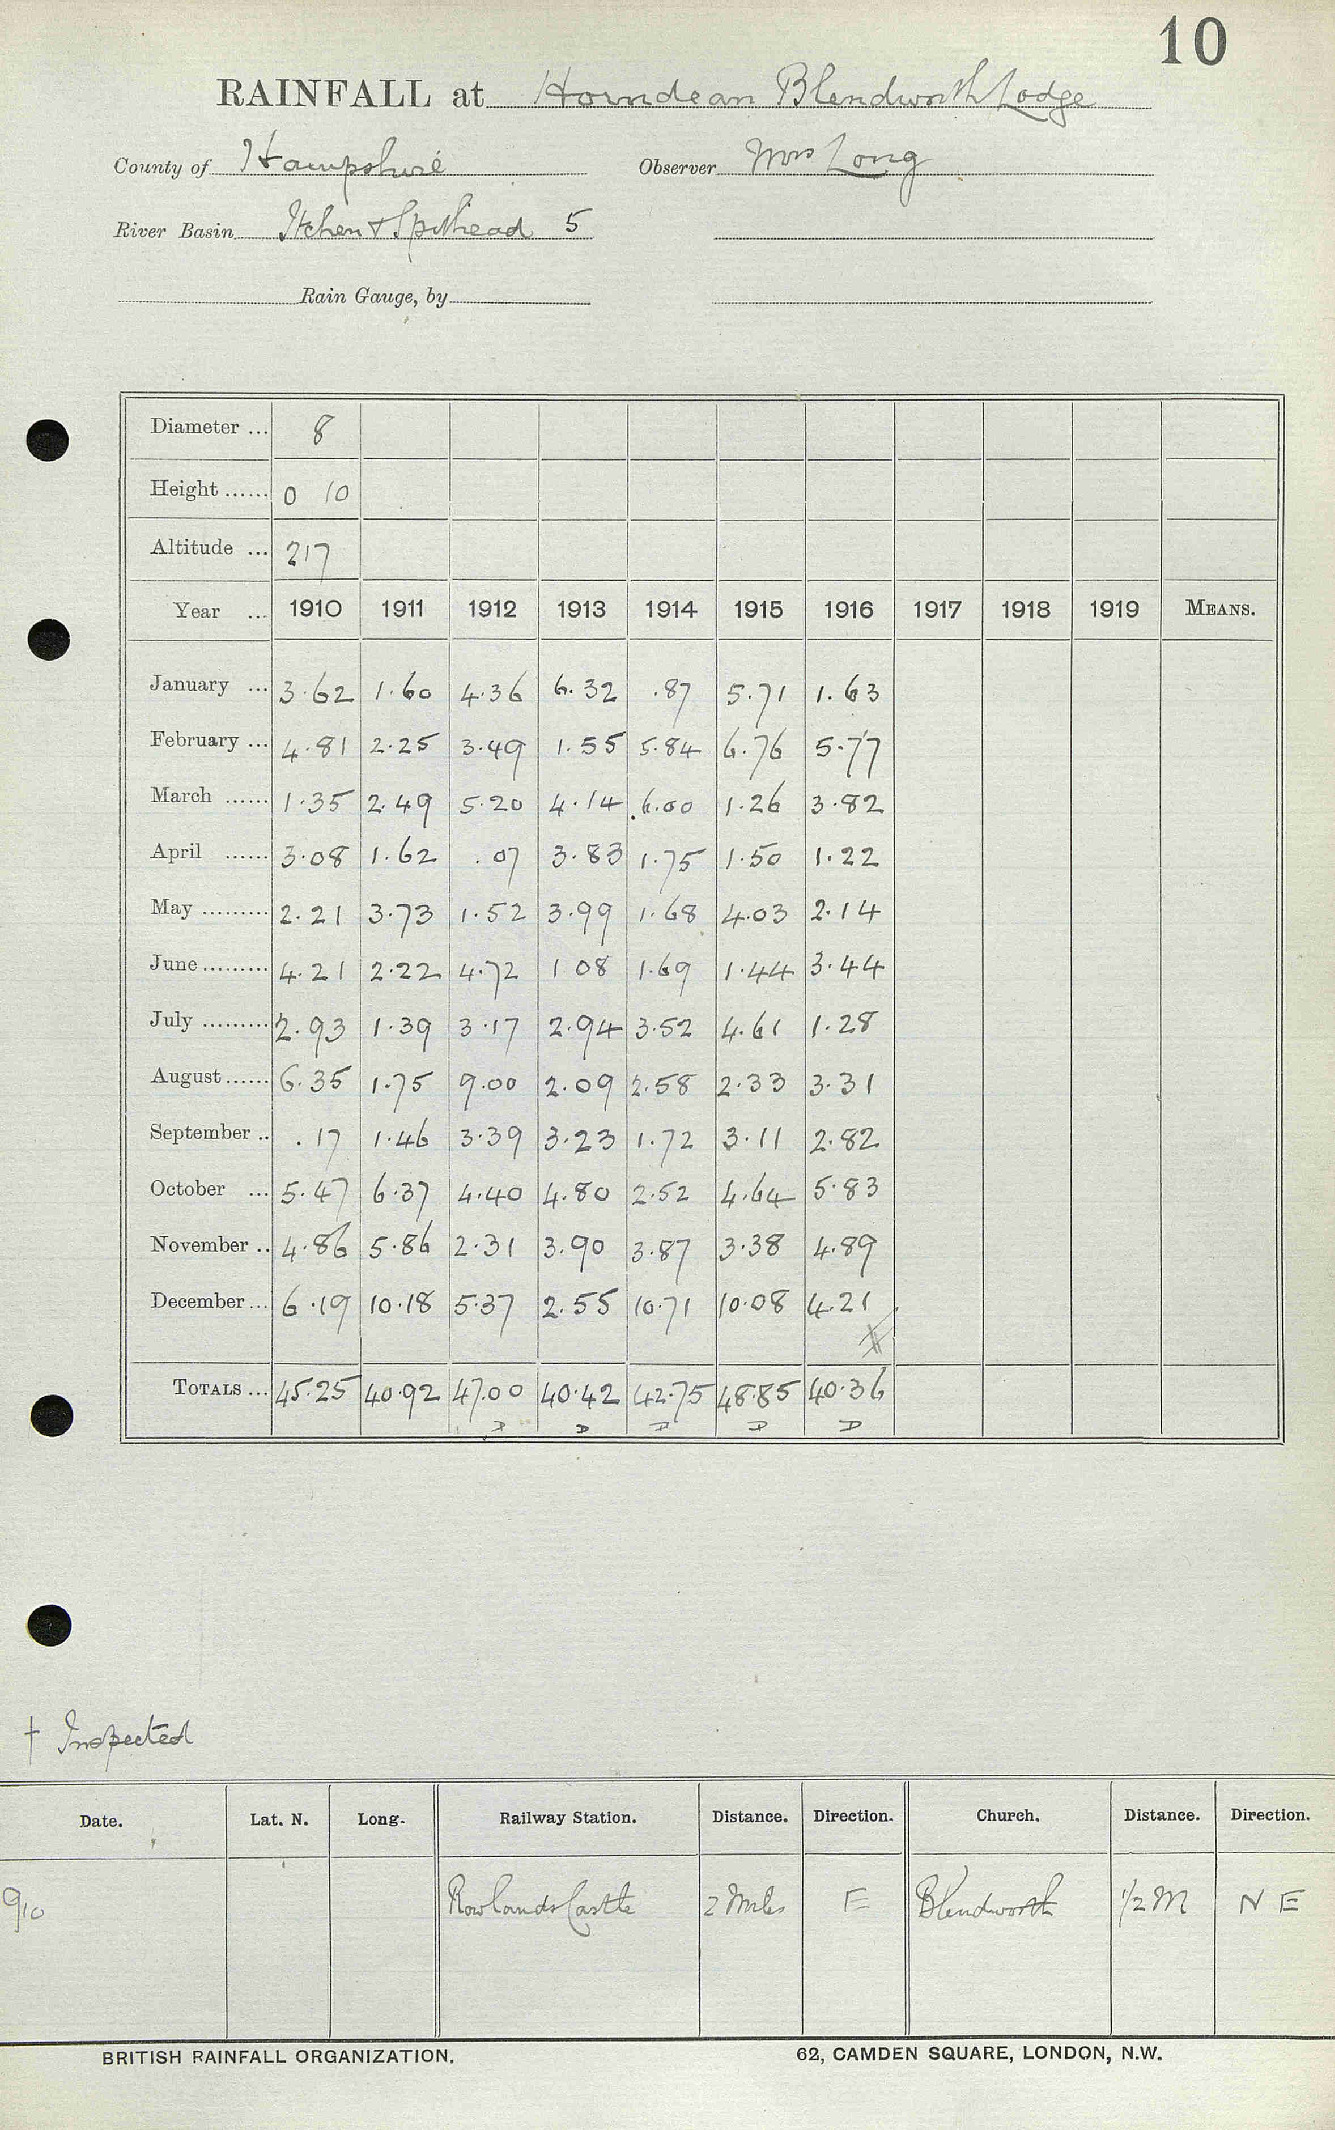 10
RAINFALL at Horndean Blendworth Lodge
County of Hampshire Observer Mrs Long
River Basin Itchen & Spithead 5
Rain Gauge, by
Diameter ... 8
Height ...... 0 10
Altitude ... 217
Year ... 1910 1911 1912 1913 1914 1915 1916 1917 1918 1919 MEANS.
January ... 3.62 1.60 4.36 6.32 .87 5.71 1.63
February ... 4.81 2.25 3.49 1.55 5.84 6.76 5.77
March ...... 1.35 2.49 5.20 4.14 6.00 1.26 3.82
April ...... 3.08 1.62 .07 3.83 1.75 1.50 1.22
May ......... 2.21 3.73 1.52 3.99 1.68 4.03 2.14
June ......... 4.21 2.22 4.72 1 08 1.69 1.44 3.44
July ......... 2.93 1.39 3.17 2.94 3.52 4.61 1.28
August ...... 6.35 1.75 9.00 2.09 2.58 2.33 3.31
September .. .17 1.46 3.39 3.23 1.72 3.11 2.82
October ... 5.47 6.37 4.40 4.80 2.52 4.64 5.83
November .. 4.86 5.86 2.31 3.90 3.87 3.38 4.89
December ... 6.19 10.18 5.37 2.55 10.71 10.08 4.21
TOTALS ... 45.25 40.92 47.00 40.42 42.75 48.85 40.36
D D D D D
† Inspected
Date. Lat. N. Long. Railway Station. Distance. Direction. Church. Distance. Direction.
910 Rowlands Castle 2 Miles E Blendworth 1/2 M N E
BRITISH RAINFALL ORGANIZATION. 62, CAMDEN SQUARE, LONDON, N.W.